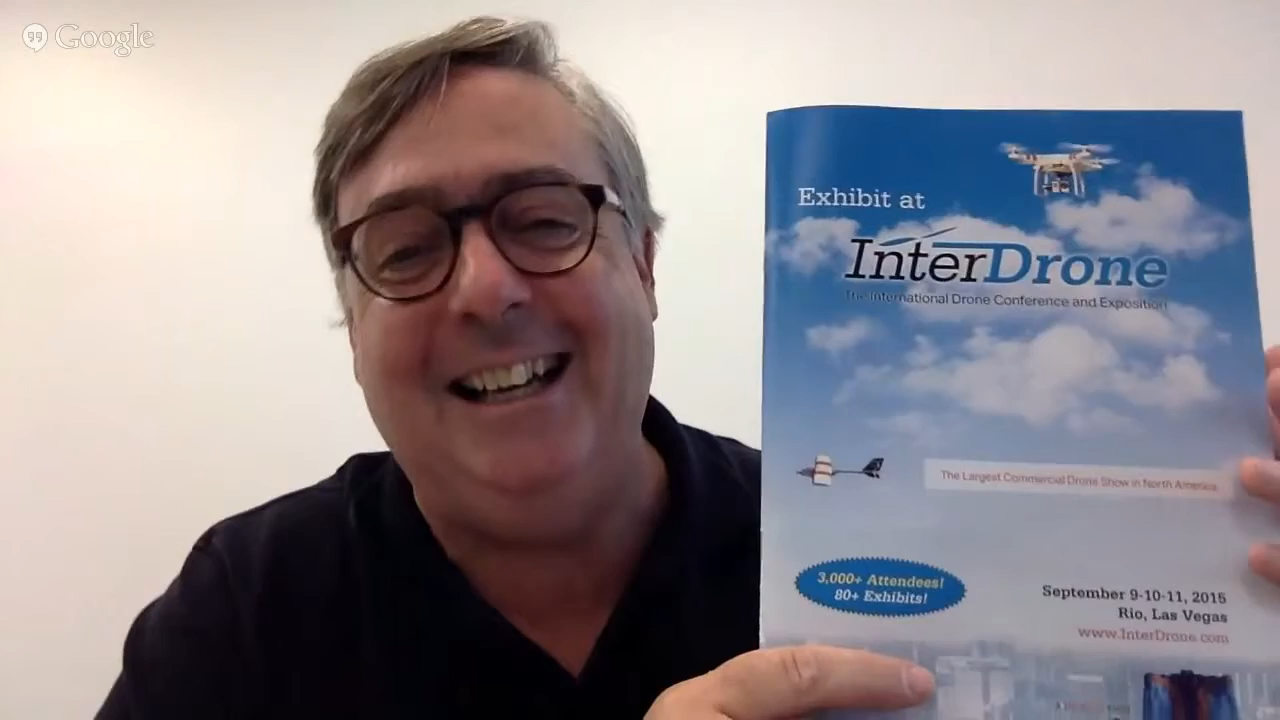 Google
Exhibit at
InterDrone
The International Drone Conference and Exposition
The Largest Commercial Drone Show in North America
3,000+ Attendees!
80+ Exhibits!
September 9-10-11, 2015
Rio, Las Vegas
www.InterDrone.com